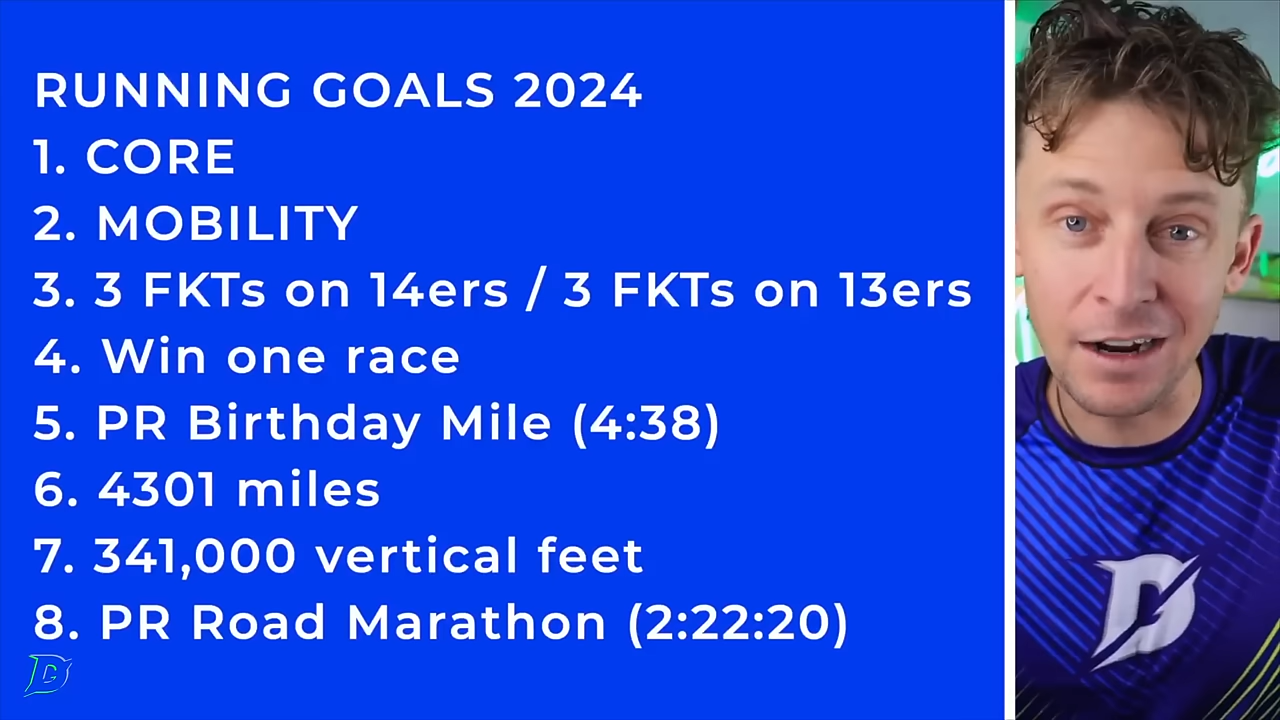 RUNNING GOALS 2024
1. CORE
2. MOBILITY
3. 3 FKTs on 14ers / 3 FKTs on 13ers
4. Win one race
5. PR Birthday Mile (4:38)
6. 4301 miles
7. 341,000 vertical feet
8. PR Road Marathon (2:22:20)